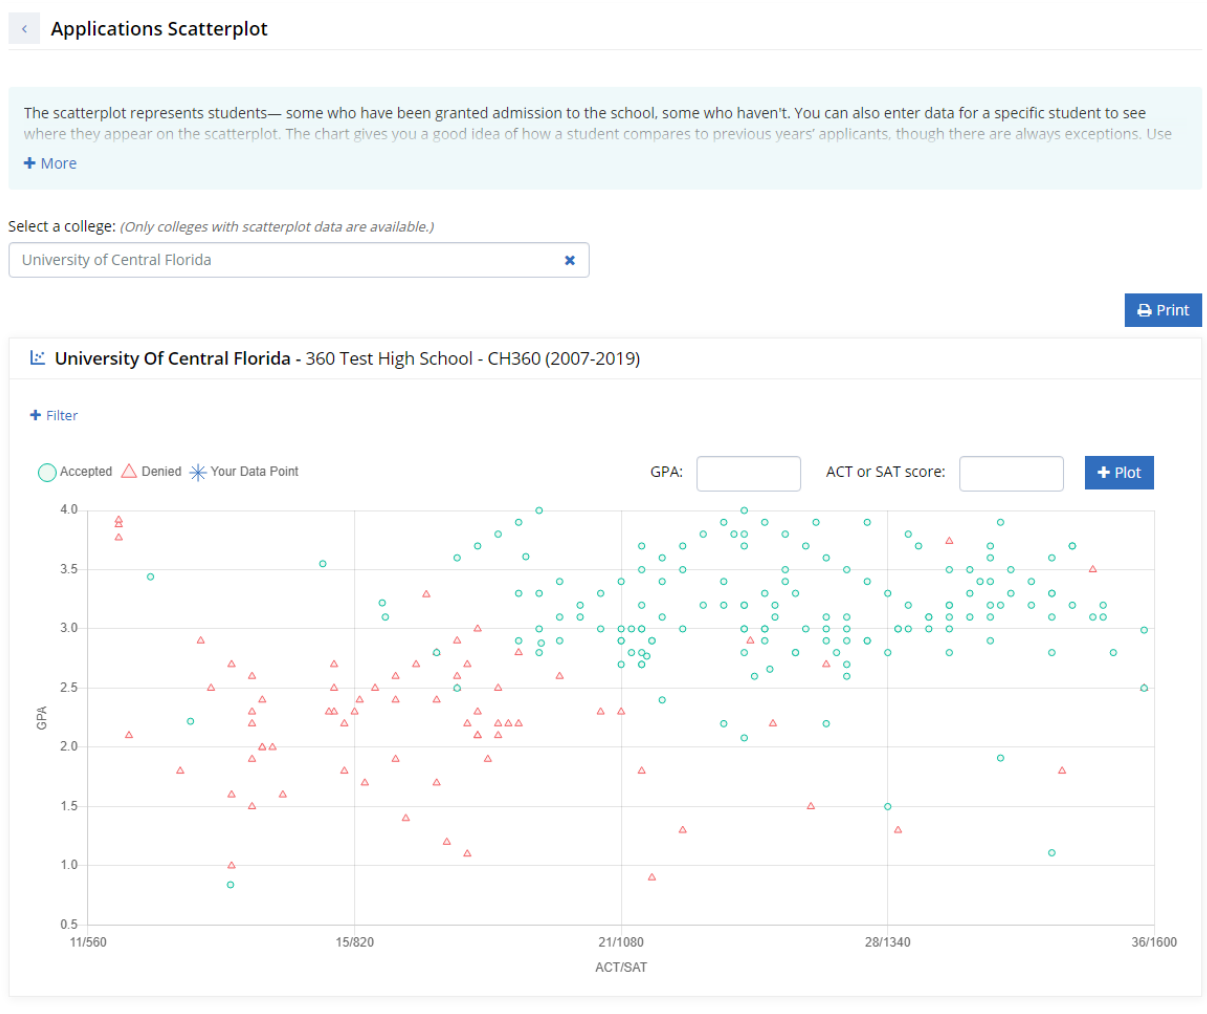 Applications Scatterplot
The scatterplot represents students— some who have been granted admission to the school, some who haven't. You can also enter data for a specific student to see
where they appear on the scatterplot. The chart gives you a good idea of how a student compares to previous years' applicants, though there are always exceptions. Use
+ More
Select a college: (Only colleges with scatterplot data are available.)
University of Central Florida
Print
University Of Central Florida - 360 Test High School - CH360 (2007-2019)
+ Filter
Accepted Denied Your Data Point GPA: ACT or SAT score: + Plot
4.0
3.5
3.0
2.5
GPA
2.0
1.5
1.0
0.5
11/560 15/820 21/1080 28/1340 36/1600
ACT/SAT